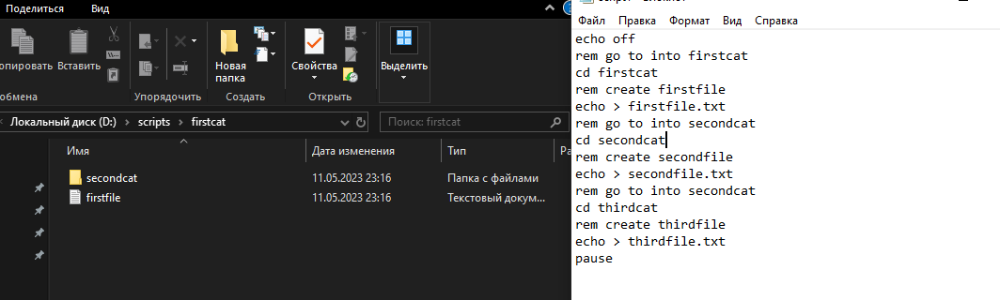 Поделиться
Вид
Копировать
Вставить
Новая
папка
Свойства
Выделить
обмена
Упорядочить
Создать
Открыть
Локальный диск (D:) > scripts > firstcat
Поиск: firstcat
Имя
Дата изменения
Тип
Ра
secondcat
11.05.2023 23:16
Папка с файлами
firstfile
11.05.2023 23:16
Текстовый докум...
Файл
Правка
Формат
Вид
Справка
echo off
rem go to into firstcat
cd firstcat
rem create firstfile
echo > firstfile.txt
rem go to into secondcat
cd secondcat
rem create secondfile
echo > secondfile.txt
rem go to into secondcat
cd thirdcat
rem create thirdfile
echo > thirdfile.txt
pause